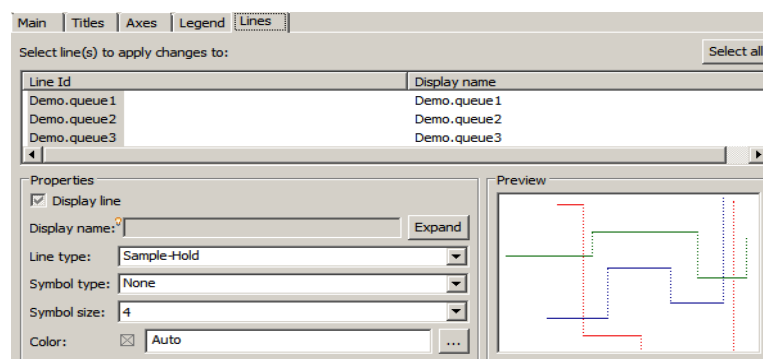 Main Titles Axes Legend Lines
Select line(s) to apply changes to:
Select all
Line Id Display name
Demo.queue1 Demo.queue1
Demo.queue2 Demo.queue2
Demo.queue3 Demo.queue3
Properties
Display line
Display name: Expand
Line type: Sample-Hold
Symbol type: None
Symbol size: 4
Color: Auto ...
Preview